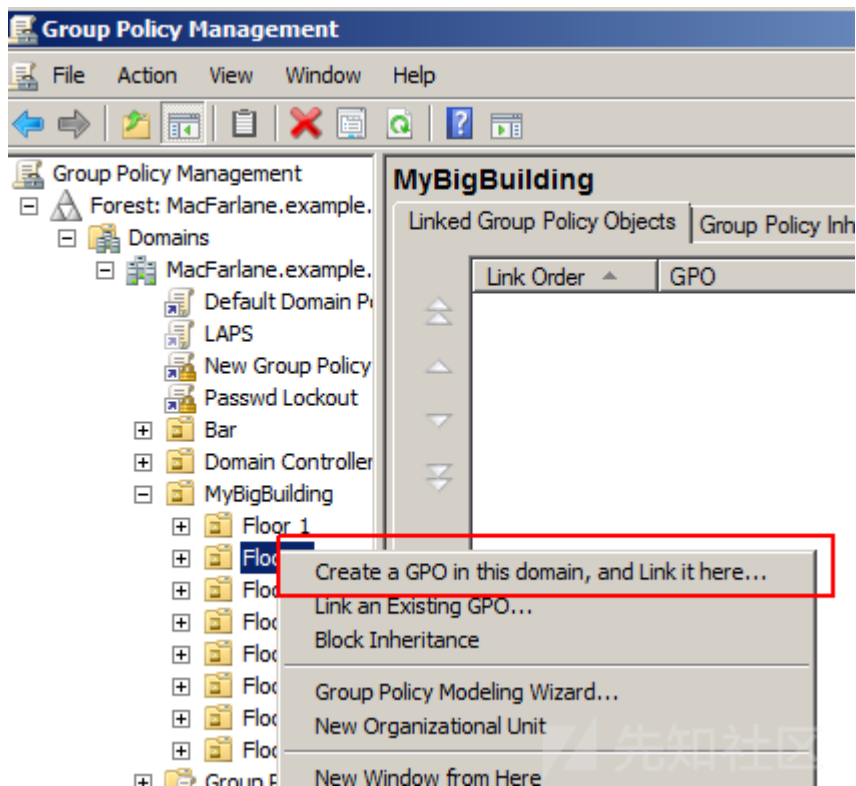 Group Policy Management
File Action View Window Help
Group Policy Management
Forest: MacFarlane.example.
Domains
MacFarlane.example.
Default Domain P
LAPS
New Group Policy
Passwd Lockout
Bar
Domain Controller
MyBigBuilding
Floor 1
Floo
Floo
Floo
Floo
Floo
Floo
Floo
Group P
MyBigBuilding
Linked Group Policy Objects Group Policy Inh
Link Order GPO
Create a GPO in this domain, and Link it here...
Link an Existing GPO...
Block Inheritance
Group Policy Modeling Wizard...
New Organizational Unit
New Window from Here
先知社区